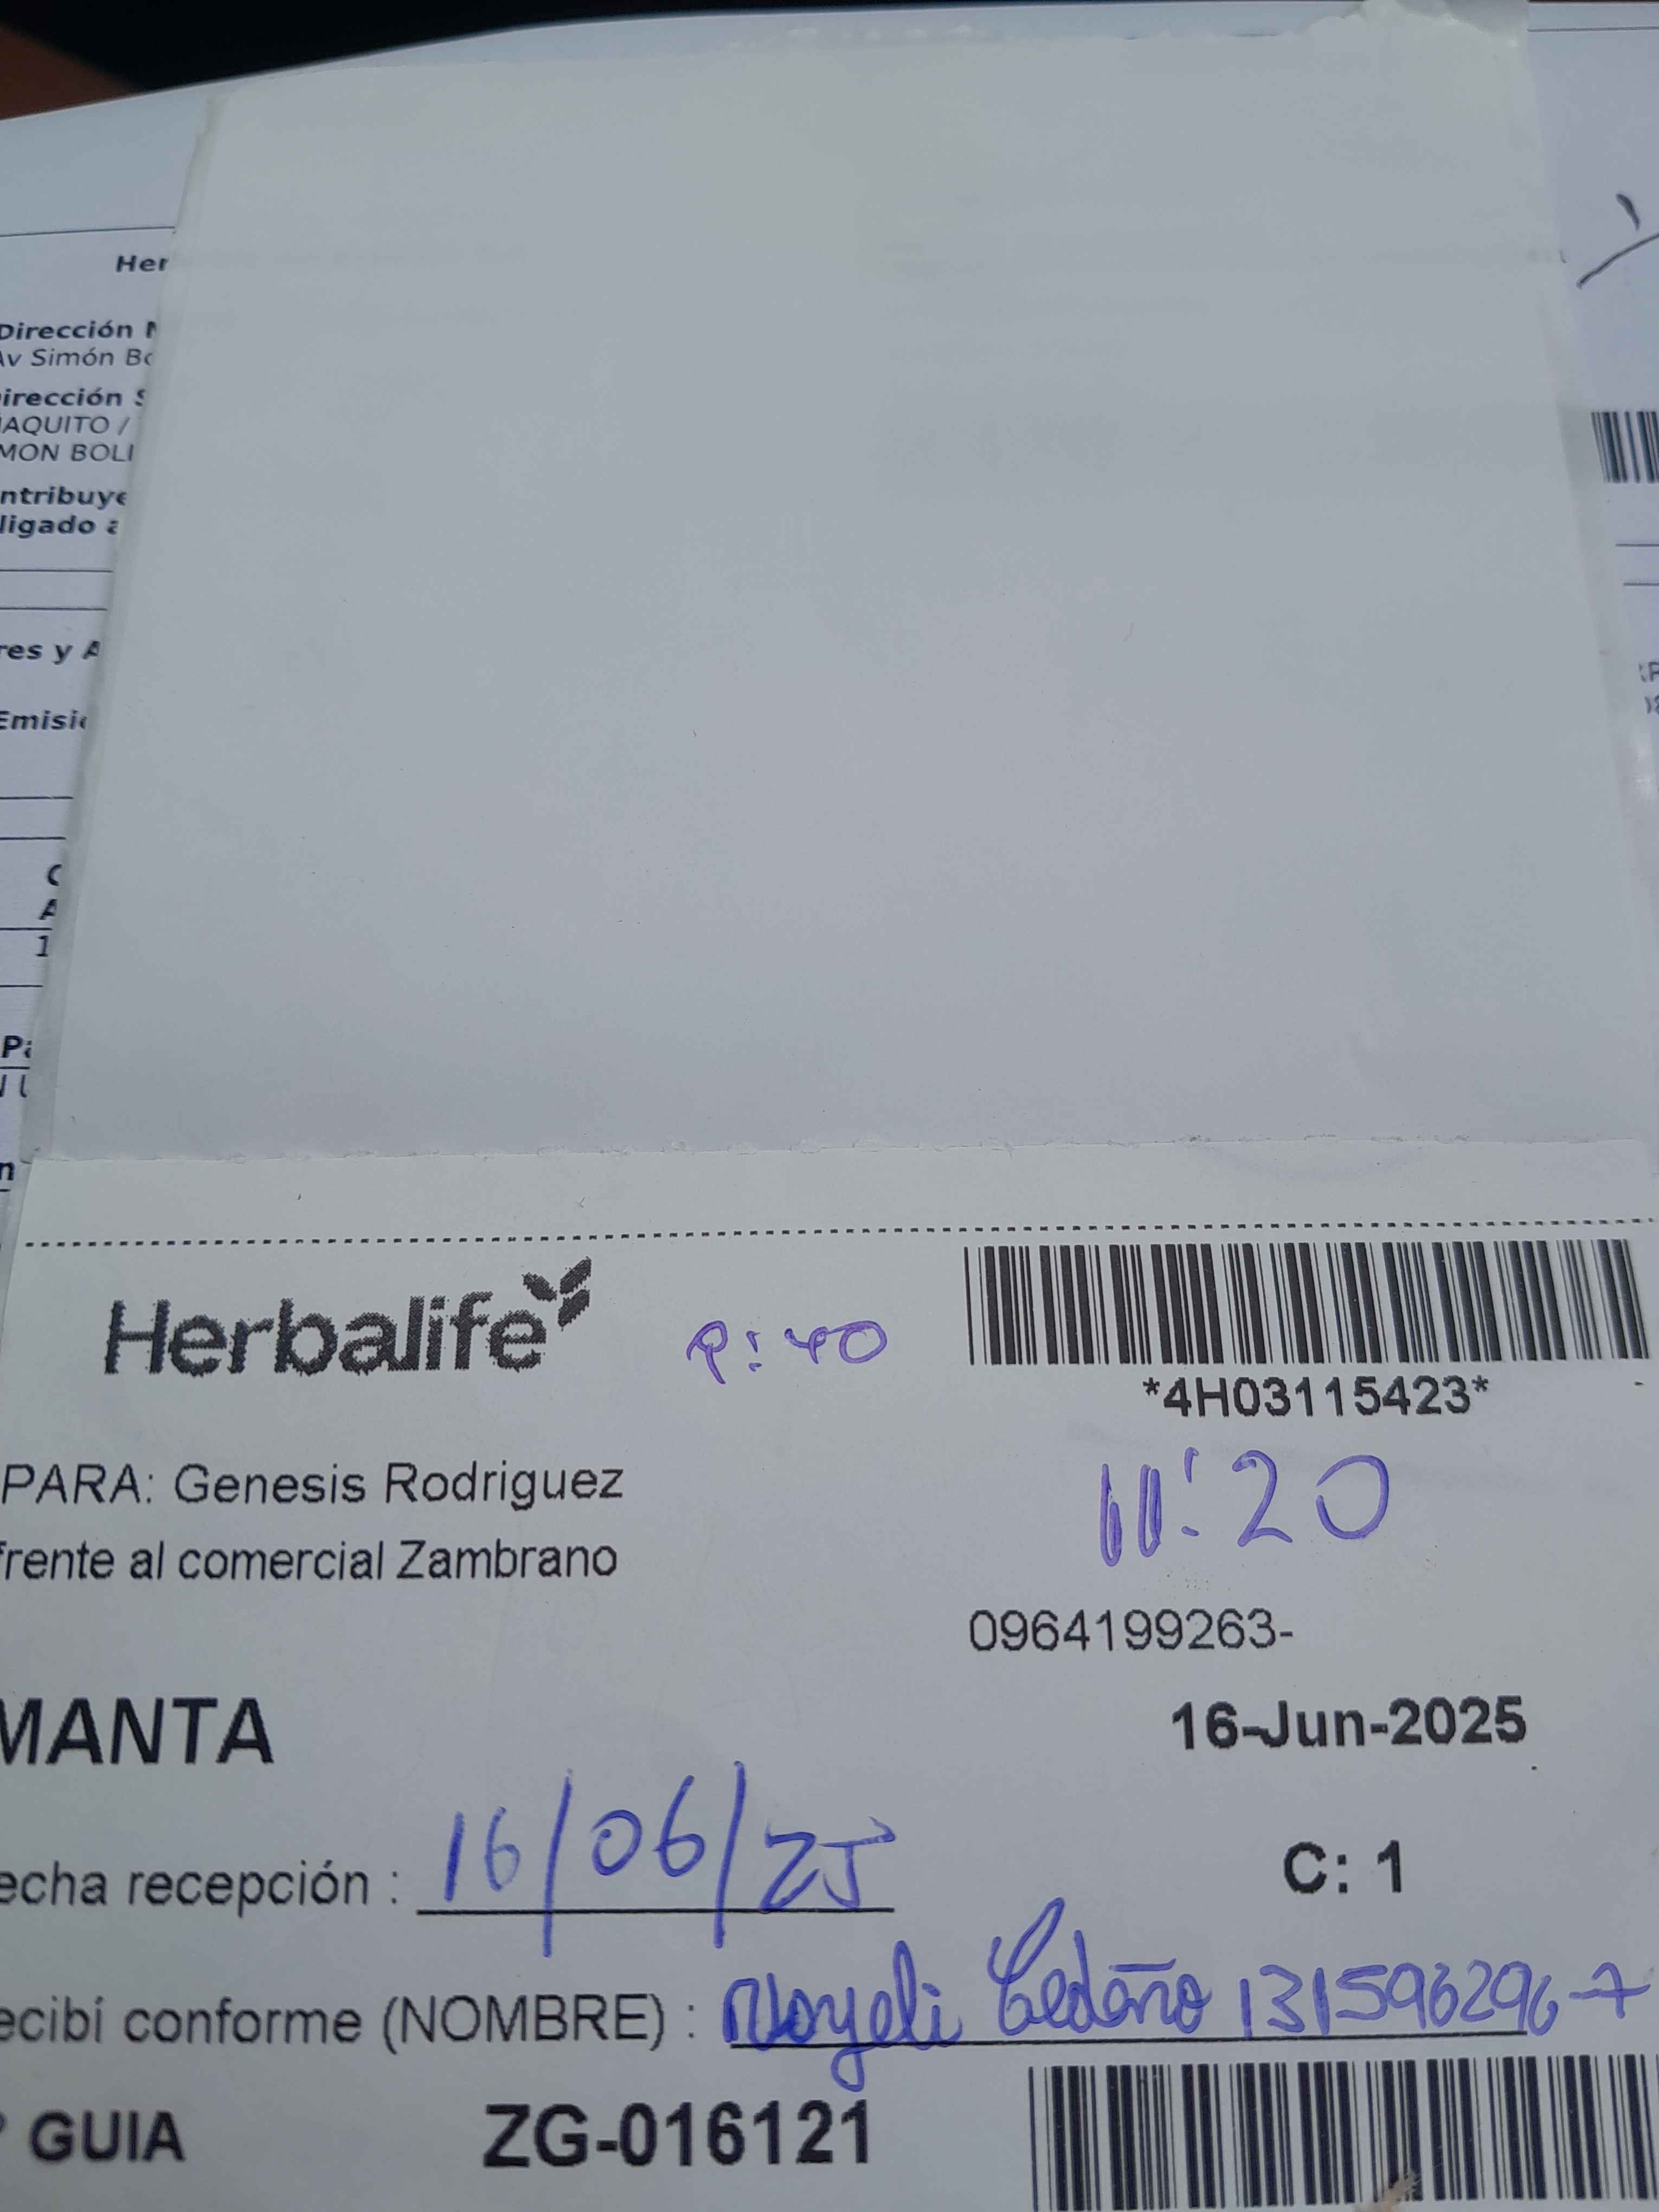 Her
Dirección
Av Simón Bo
irección S
AQUITO /
MON BOLI
ntribuye
ligado a
res y A
Emisi
1
Herbalife
*4H03115423*
PARA: Genesis Rodriguez
11:20
frente al comercial Zambrano
0964199263-
MANTA
16-Jun-2025
echa recepción : 16/06/25
C: 1
ecibí conforme (NOMBRE) : Cedeño 131596296-7
GUIA ZG-016121